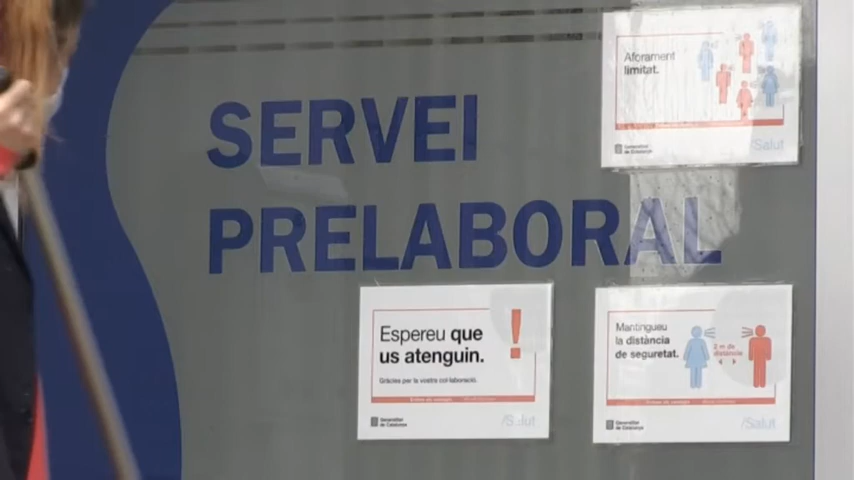 SERVEI
PRELABORAL
Aforament
limitat.
Generalitat
de Catalunya
/Salut
Espereu que
us atenguin.
Gràcies per la vostra col·laboració.
Generalitat
de Catalunya
/Salut
Mantingueu
la distància
de seguretat.
2 m de
distància
Generalitat
de Catalunya
/Salut